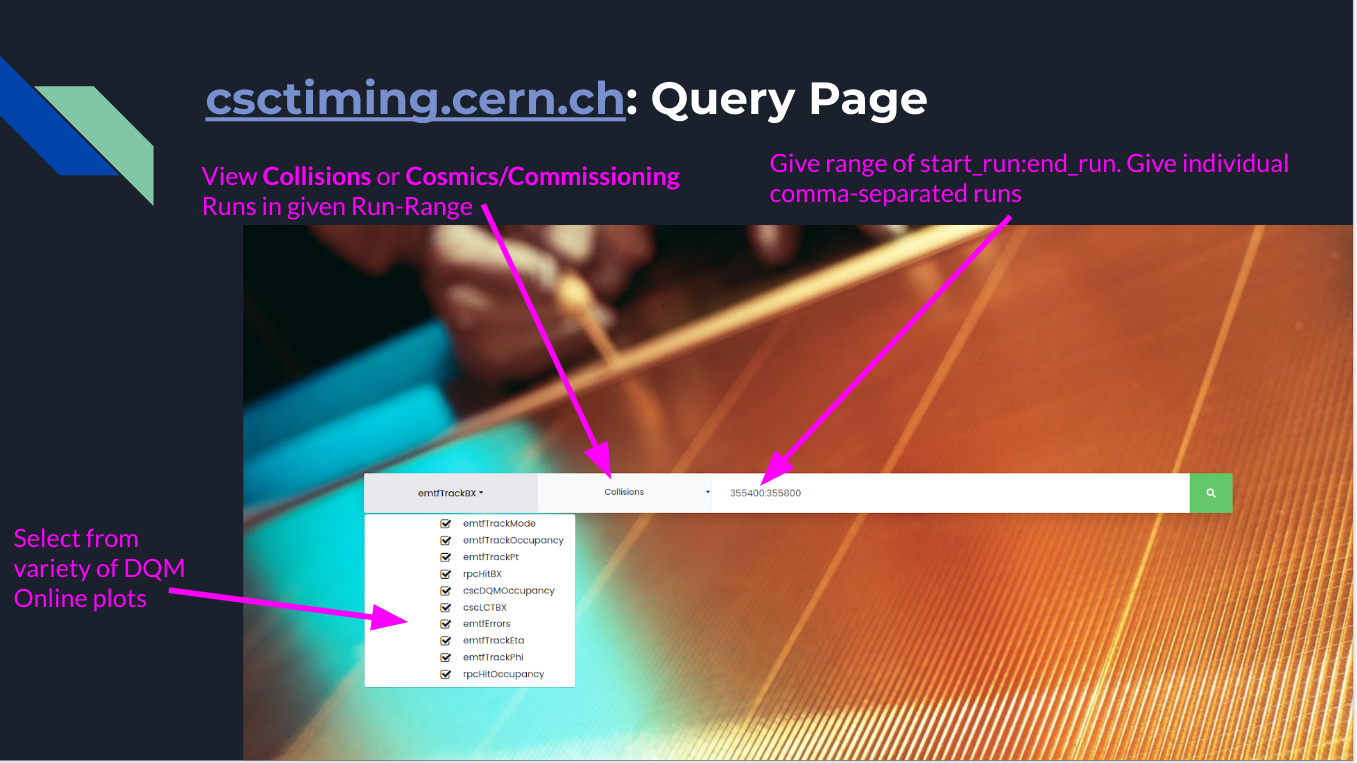 csctiming.cern.ch: Query Page
View Collisions or Cosmics/Commissioning
Runs in given Run-Range
Give range of start_run:end_run. Give individual
comma-separated runs
emtfTrackBX
Collisions
355400:355800
emtfTrackMode
emtfTrackOccupancy
emtfTrackPt
rpcHitBX
cscDQMOccupancy
cscLCTBX
emtfErrors
emtfTrackEta
emtfTrackPhi
rpcHitOccupancy
Select from
variety of DQM
Online plots